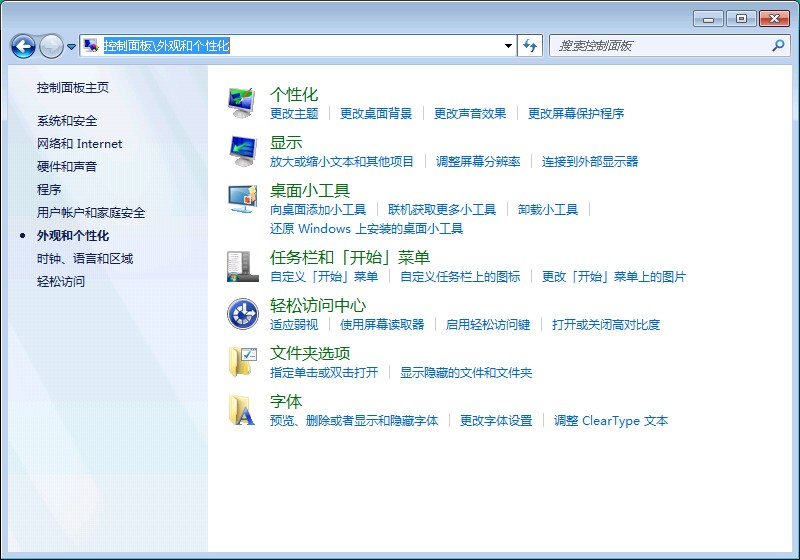 控制面板\外观和个性化
搜索控制面板
控制面板主页
系统和安全
网络和 Internet
硬件和声音
程序
用户帐户和家庭安全
外观和个性化
时钟、语言和区域
轻松访问
个性化
更改主题 更改桌面背景 更改声音效果 更改屏幕保护程序
显示
放大或缩小文本和其他项目 调整屏幕分辨率 连接到外部显示器
桌面小工具
向桌面添加小工具 联机获取更多小工具 卸载小工具
还原 Windows 上安装的桌面小工具
任务栏和「开始」菜单
自定义「开始」菜单 自定义任务栏上的图标 更改「开始」菜单上的图片
轻松访问中心
适应弱视 使用屏幕读取器 启用轻松访问键 打开或关闭高对比度
文件夹选项
指定单击或双击打开 显示隐藏的文件和文件夹
字体
预览、删除或者显示和隐藏字体 更改字体设置 调整 ClearType 文本